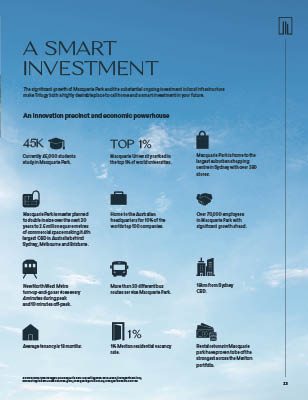 A SMART
INVESTMENT
The significant growth of Macquarie Park and the substantial ongoing investment in local infrastructure
make Trilogy both a highly desirable place to call home and a smart investment in your future.
An innovation precinct and economic powerhouse
45K
Currently 45,000 students
study in Macquarie Park.
TOP 1%
Macquarie University ranked in
the top 1% of world universities.
Macquarie Park is home to the
largest suburban shopping
centre in Sydney with over 380
stores.
Macquarie Park is master planned
to double in size over the next 20
years to
million square metres
of commercial space making it 4th
largest CBD in Australia behind
Sydney, Melbourne and Brisbane.
Home to the Australian
headquarters for 10% of the
world top 100 companies.
Over 70,000 employees
in Macquarie Park with
significant growth ahead.
New North West Metro
turn-up-and-go services every
4 minutes during peak
and 10 minutes off-peak.
More than 20 different bus
routes service Macquarie Park.
15km from Sydney
CBD.
Average tenancy is 18 months.
1%
1% Meriton residential vacancy
rate.
Rental returns in Macquarie
park have proven to be of the
strongest across the Meriton
portfolio.
23